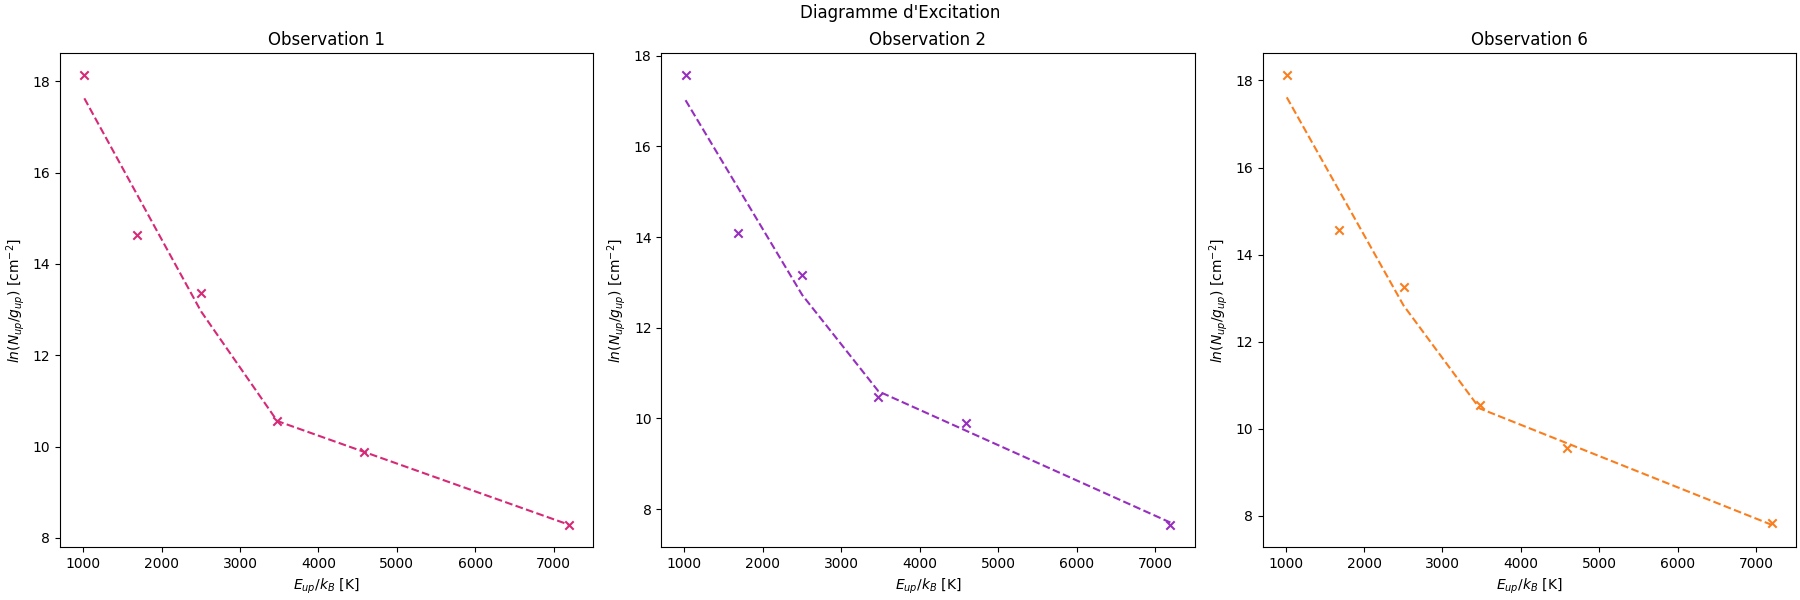 Diagramme d'Excitation
Observation 1
18
16
14
12
10
8
ln(N_up/g_up) [cm⁻²]
1000 2000 3000 4000 5000 6000 7000
E_up/k_B [K]
Observation 2
18
16
14
12
10
8
ln(N_up/g_up) [cm⁻²]
1000 2000 3000 4000 5000 6000 7000
E_up/k_B [K]
Observation 6
18
16
14
12
10
8
ln(N_up/g_up) [cm⁻²]
1000 2000 3000 4000 5000 6000 7000
E_up/k_B [K]